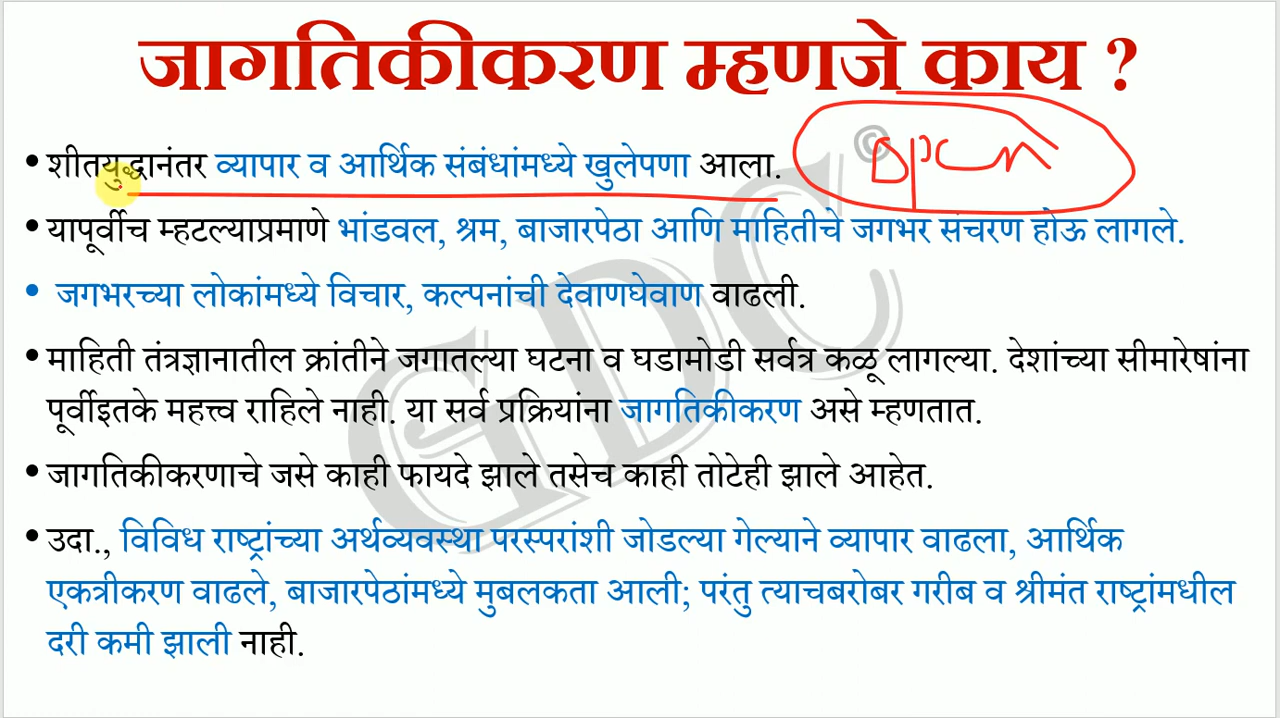 जागतिकीकरण म्हणजे काय ?
©
open
• शीतयुद्धानंतर व्यापार व आर्थिक संबंधांमध्ये खुलेपणा आला.
• यापूर्वीच म्हटल्याप्रमाणे भांडवल, श्रम, बाजारपेठा आणि माहितीचे जगभर संचरण होऊ लागले.
• जगभरच्या लोकांमध्ये विचार, कल्पनांची देवाणघेवाण वाढली.
• माहिती तंत्रज्ञानातील क्रांतीने जगातल्या घटना व घडामोडी सर्वत्र कळू लागल्या. देशांच्या सीमारेषांना
पूर्वीइतके महत्त्व राहिले नाही. या सर्व प्रक्रियांना जागतिकीकरण असे म्हणतात.
• जागतिकीकरणाचे जसे काही फायदे झाले तसेच काही तोटेही झाले आहेत.
• उदा., विविध राष्ट्रांच्या अर्थव्यवस्था परस्परांशी जोडल्या गेल्याने व्यापार वाढला, आर्थिक
एकत्रीकरण वाढले, बाजारपेठांमध्ये मुबलकता आली; परंतु त्याचबरोबर गरीब व श्रीमंत राष्ट्रांमधील
दरी कमी झाली नाही.
GDC